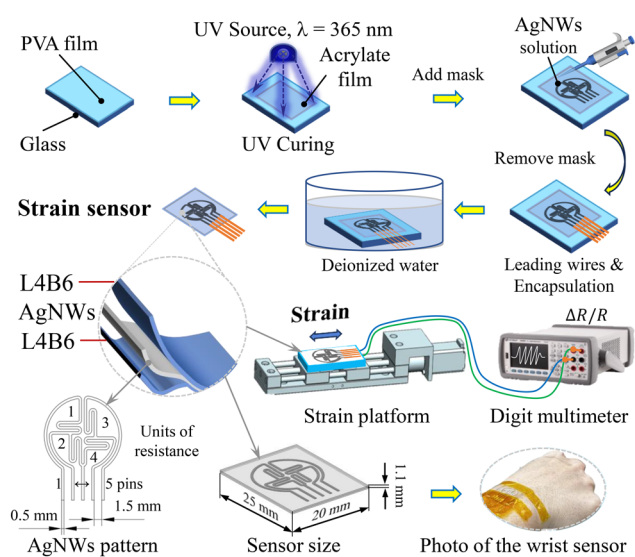 UV Source, λ = 365 nm
PVA film
Acrylate
film
AgNWs
solution
Add mask
Glass
UV Curing
Remove mask
Strain sensor
Deionized water
Leading wires &
Encapsulation
L4B6
AgNWs
L4B6
Strain
ΔR/R
Strain platform
Digit multimeter
1
3
2
4
Units of
resistance
1
5 pins
0.5 mm
1.5 mm
AgNWs pattern
25 mm
20 mm
1.1 mm
Sensor size
Photo of the wrist sensor